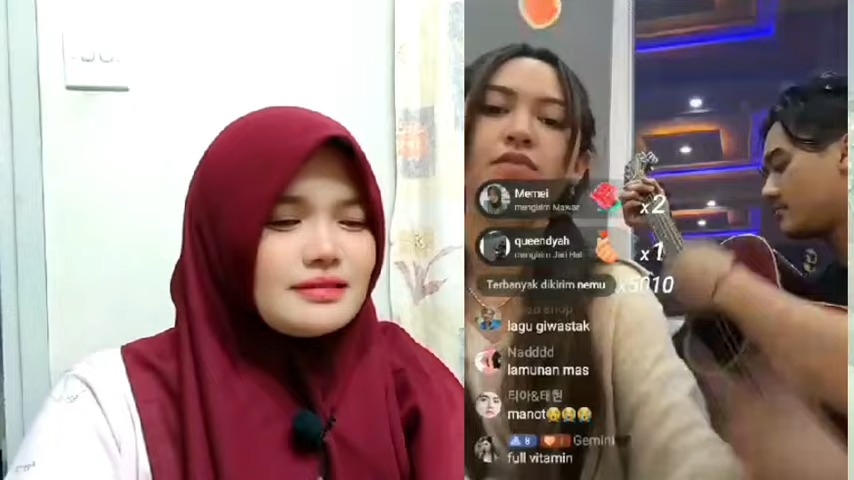 Memei
mengirim Mawar
x2
queendyah
mengirim Jari Hati
x1
Terbanyak dikirim nemu
x5010
lagu giwastak
Nadddd
lamunan mas
티아&태현
manot😥😭😭
8
Gemini
full vitamin